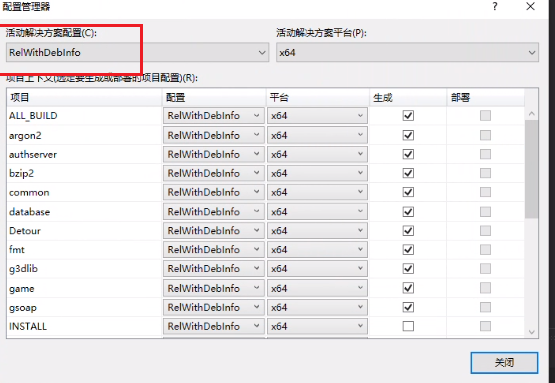 配置管理器 ? ×
活动解决方案配置(C): 活动解决方案平台(P):
RelWithDebInfo x64
项目上下文(选定要生成或部署的项目配置)(R):
项目 配置 平台 生成 部署
ALL_BUILD RelWithDebInfo x64
argon2 RelWithDebInfo x64
authserver RelWithDebInfo x64
bzip2 RelWithDebInfo x64
common RelWithDebInfo x64
database RelWithDebInfo x64
Detour RelWithDebInfo x64
fmt RelWithDebInfo x64
g3dlib RelWithDebInfo x64
game RelWithDebInfo x64
gsoap RelWithDebInfo x64
INSTALL RelWithDebInfo x64
关闭